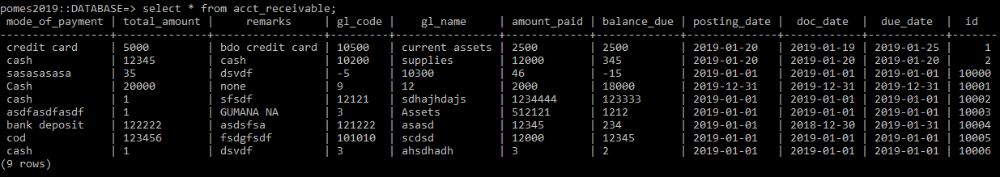 pomes2019::DATABASE=> select * from acct_receivable;
mode_of_payment | total_amount | remarks | gl_code | gl_name | amount_paid | balance_due | posting_date | doc_date | due_date | id
-----------------+--------------+-----------------+---------+----------------+-------------+-------------+--------------+------------+------------+-------
credit card | 5000 | bdo credit card | 10500 | current assets | 2500 | 2500 | 2019-01-20 | 2019-01-19 | 2019-01-25 | 1
cash | 12345 | cash | 10200 | supplies | 12000 | 345 | 2019-01-20 | 2019-01-20 | 2019-01-20 | 2
sasasasasa | 35 | dsvdf | -5 | 10300 | 46 | -15 | 2019-01-01 | 2019-01-01 | 2019-01-01 | 10000
Cash | 20000 | none | 9 | 12 | 2000 | 18000 | 2019-12-31 | 2019-12-31 | 2019-12-31 | 10001
cash | 1 | sfsdf | 12121 | sdhajhdajs | 1234444 | 123333 | 2019-01-01 | 2019-01-01 | 2019-01-01 | 10002
asdfasdfasdf | 1 | GUMANA NA | 3 | Assets | 512121 | 1212 | 2019-01-01 | 2019-01-01 | 2019-01-01 | 10003
bank deposit | 122222 | asdsfsa | 121222 | asasd | 12345 | 234 | 2019-01-01 | 2018-12-30 | 2019-01-31 | 10004
cod | 123456 | fsdgfsdf | 101010 | scdsd | 12000 | 12345 | 2019-01-01 | 2019-01-01 | 2019-01-01 | 10005
cash | 1 | dsvdf | 3 | ahsdhadh | 3 | 2 | 2019-01-01 | 2019-01-01 | 2019-01-01 | 10006
(9 rows)